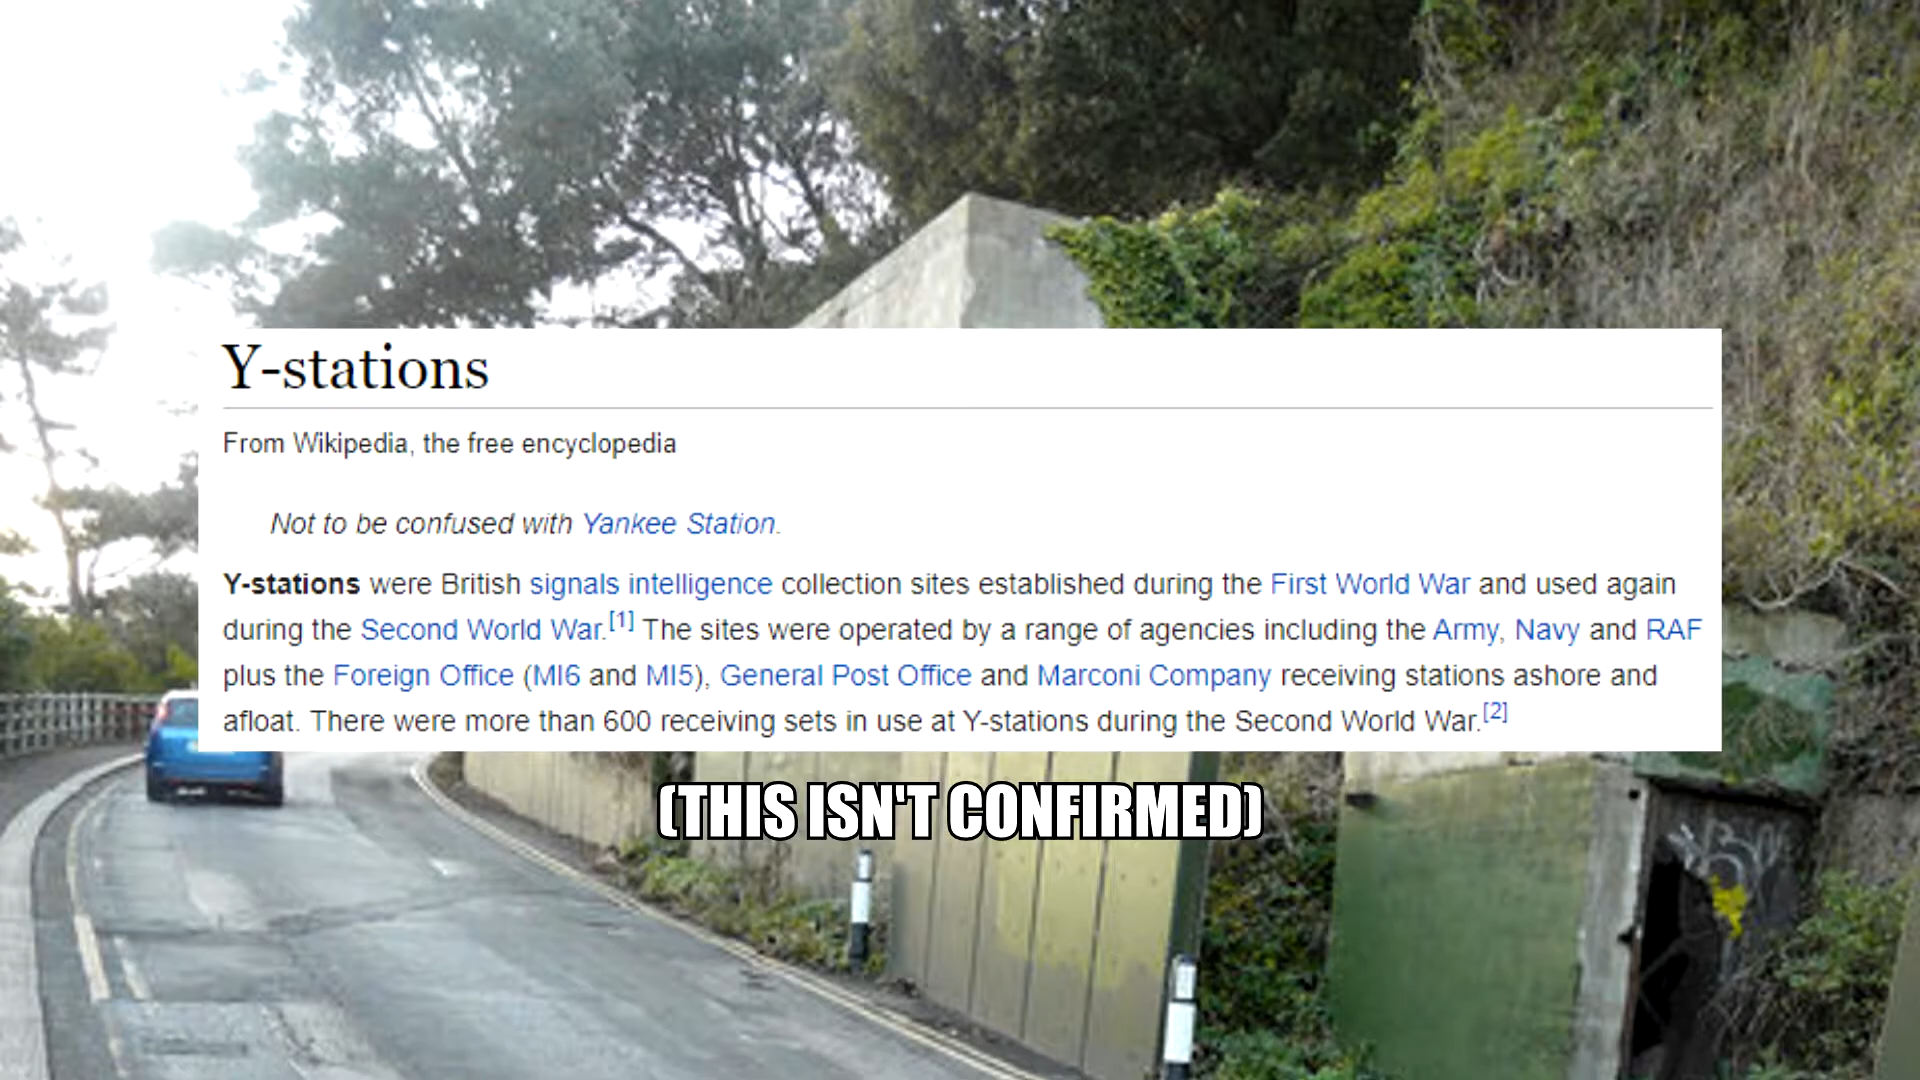 Y-stations
From Wikipedia, the free encyclopedia
Not to be confused with Yankee Station.
Y-stations were British signals intelligence collection sites established during the First World War and used again
during the Second World War.[1] The sites were operated by a range of agencies including the Army, Navy and RAF
plus the Foreign Office (MI6 and MI5), General Post Office and Marconi Company receiving stations ashore and
afloat. There were more than 600 receiving sets in use at Y-stations during the Second World War.[2]
(THIS ISN'T CONFIRMED)